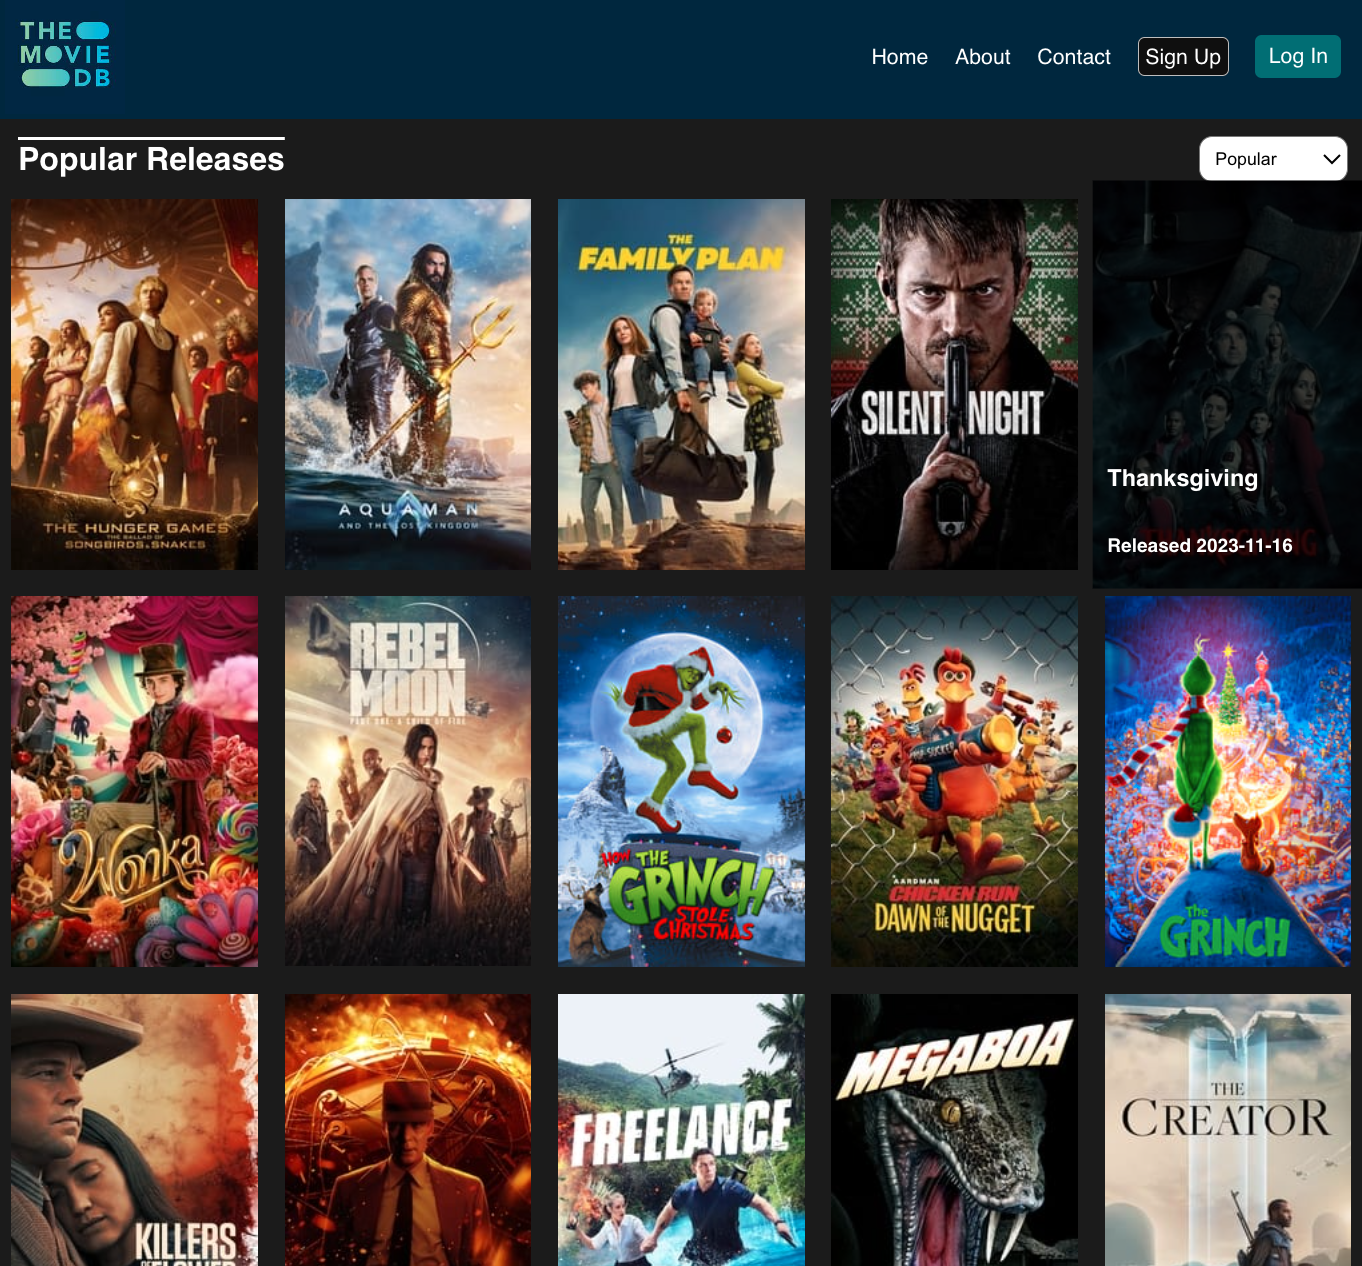 THE
MOVIE
DB
Home About Contact Sign Up Log In
Popular Releases
Popular
THE HUNGER GAMES
THE BALLAD OF
SONGBIRDS & SNAKES
AQUAMAN
AND THE LOST KINGDOM
THE
FAMILY PLAN
SILENT NIGHT
Thanksgiving
Released 2023-11-16
Wonka
REBEL
MOON
PART ONE: A CHILD OF FIRE
HOW THE
GRINCH
STOLE
CHRISTMAS
AARDMAN
CHICKEN RUN
DAWN OF THE NUGGET
The
GRINCH
KILLERS
OF THE
FLOWER
FREELANCE
MEGABOA
THE
CREATOR